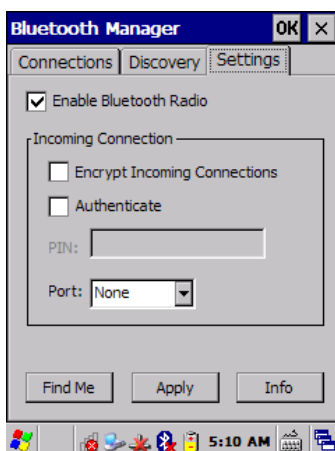 Bluetooth Manager OK
Connections Discovery Settings
Enable Bluetooth Radio
Incoming Connection
Encrypt Incoming Connections
Authenticate
PIN:
Port: None
Find Me Apply Info
5:10 AM